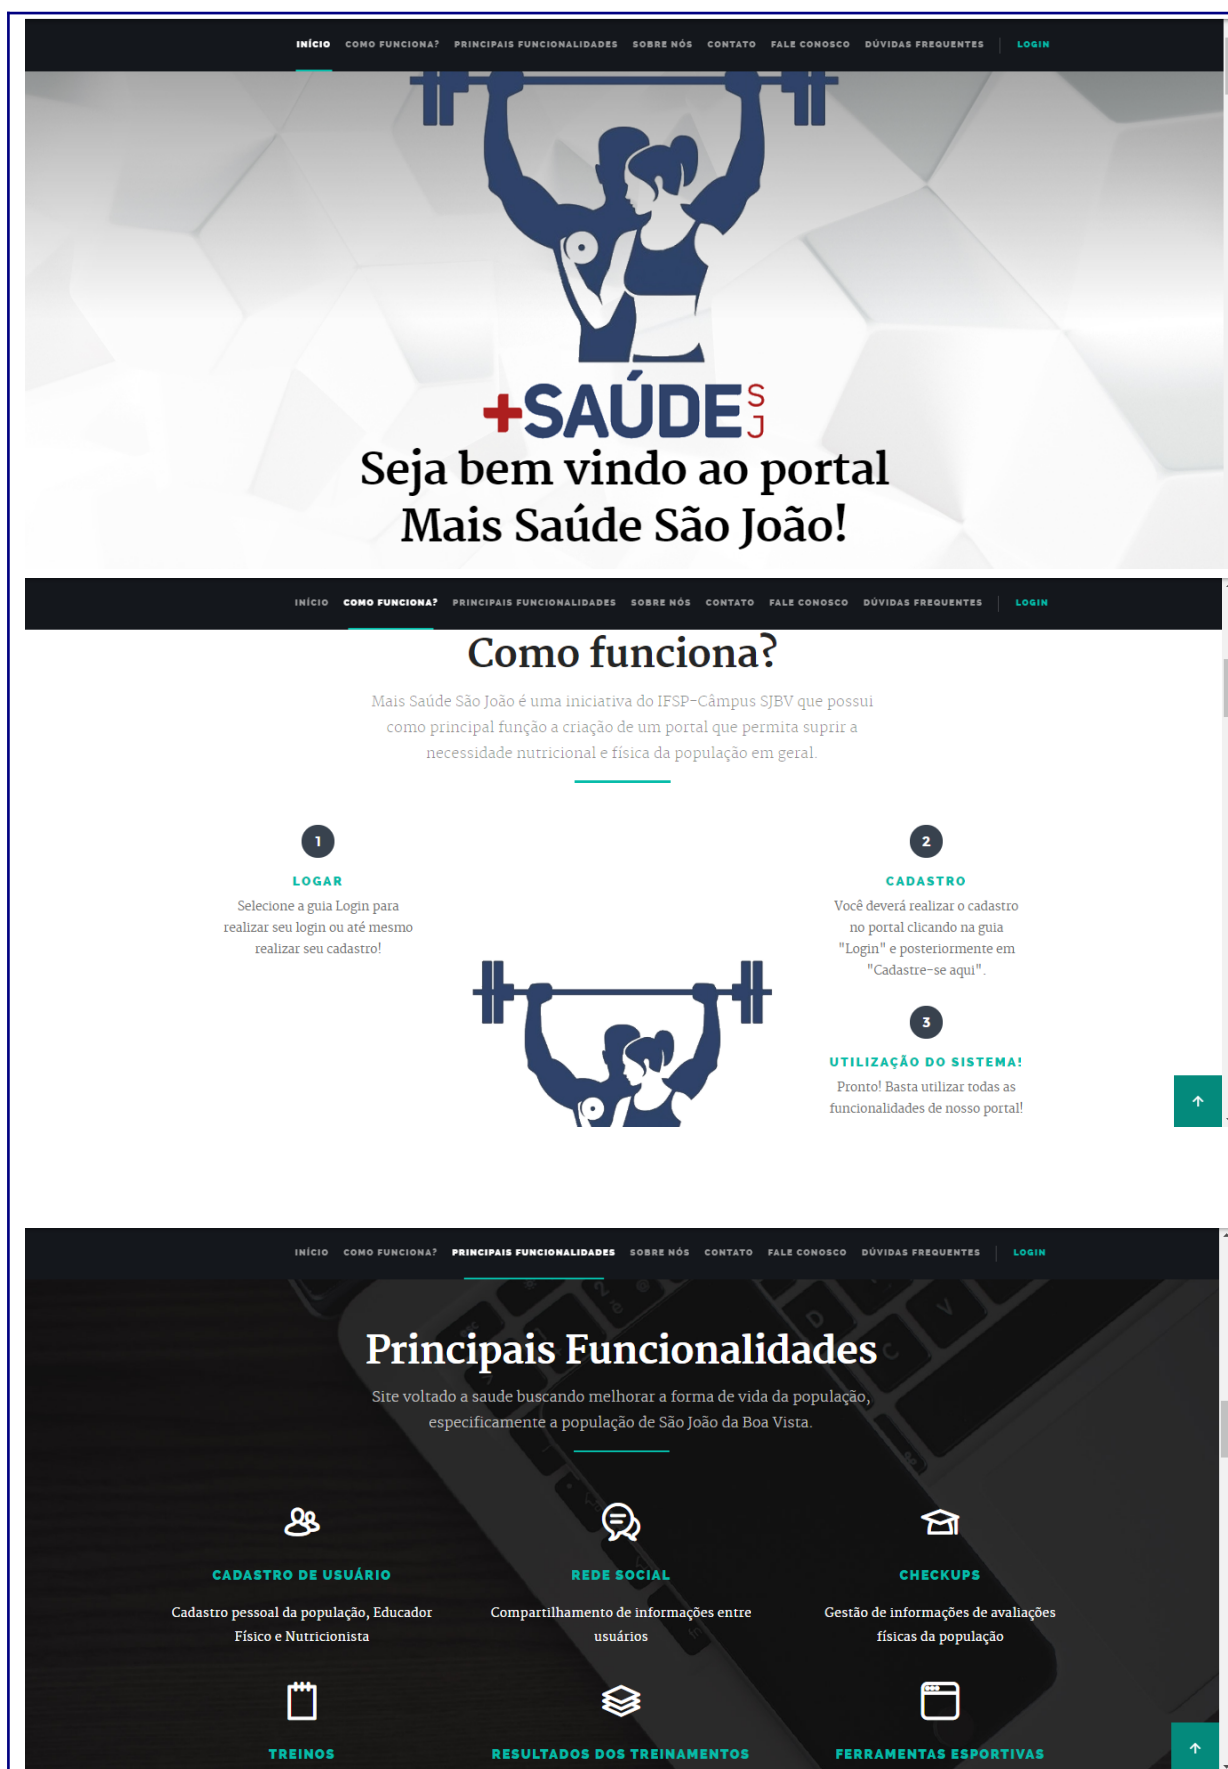 INÍCIO COMO FUNCIONA? PRINCIPAIS FUNCIONALIDADES SOBRE NÓS CONTATO FALE CONOSCO DÚVIDAS FREQUENTES LOGIN
+SAÚDE SJ
Seja bem vindo ao portal
Mais Saúde São João!
INÍCIO COMO FUNCIONA? PRINCIPAIS FUNCIONALIDADES SOBRE NÓS CONTATO FALE CONOSCO DÚVIDAS FREQUENTES LOGIN
Como funciona?
Mais Saúde São João é uma iniciativa do IFSP-Câmpus SJBV que possui
como principal função a criação de um portal que permita suprir a
necessidade nutricional e física da população em geral.
1
LOGAR
Selecione a guia Login para
realizar seu login ou até mesmo
realizar seu cadastro!
2
CADASTRO
Você deverá realizar o cadastro
no portal clicando na guia
"Login" e posteriormente em
"Cadastre-se aqui".
3
UTILIZAÇÃO DO SISTEMA!
Pronto! Basta utilizar todas as
funcionalidades de nosso portal!
INÍCIO COMO FUNCIONA? PRINCIPAIS FUNCIONALIDADES SOBRE NÓS CONTATO FALE CONOSCO DÚVIDAS FREQUENTES LOGIN
Principais Funcionalidades
Site voltado a saude buscando melhorar a forma de vida da população,
especificamente a população de São João da Boa Vista.
CADASTRO DE USUÁRIO
Cadastro pessoal da população, Educador
Físico e Nutricionista
REDE SOCIAL
Compartilhamento de informações entre
usuários
CHECKUPS
Gestão de informações de avaliações
físicas da população
TREINOS
RESULTADOS DOS TREINAMENTOS
FERRAMENTAS ESPORTIVAS